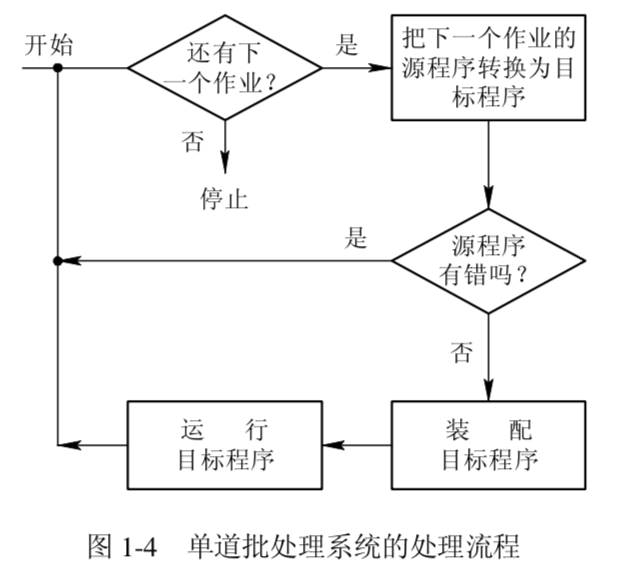 开始
还有下
一个作业？
是
把下一个作业的
源程序转换为目
标程序
否
停止
是
源程序
有错吗？
否
运 行
目标程序
装 配
目标程序
图 1-4 单道批处理系统的处理流程